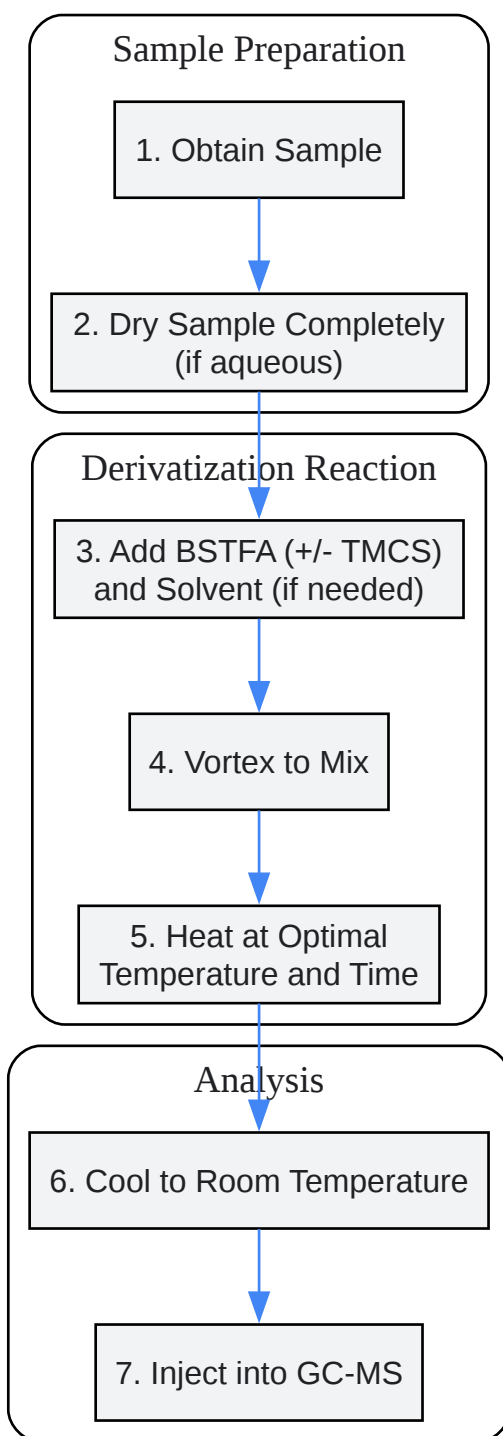 Sample Preparation
1. Obtain Sample
2. Dry Sample Completely
(if aqueous)
Derivatization Reaction
3. Add BSTFA (+/- TMCS)
and Solvent (if needed)
4. Vortex to Mix
5. Heat at Optimal
Temperature and Time
Analysis
6. Cool to Room Temperature
7. Inject into GC-MS